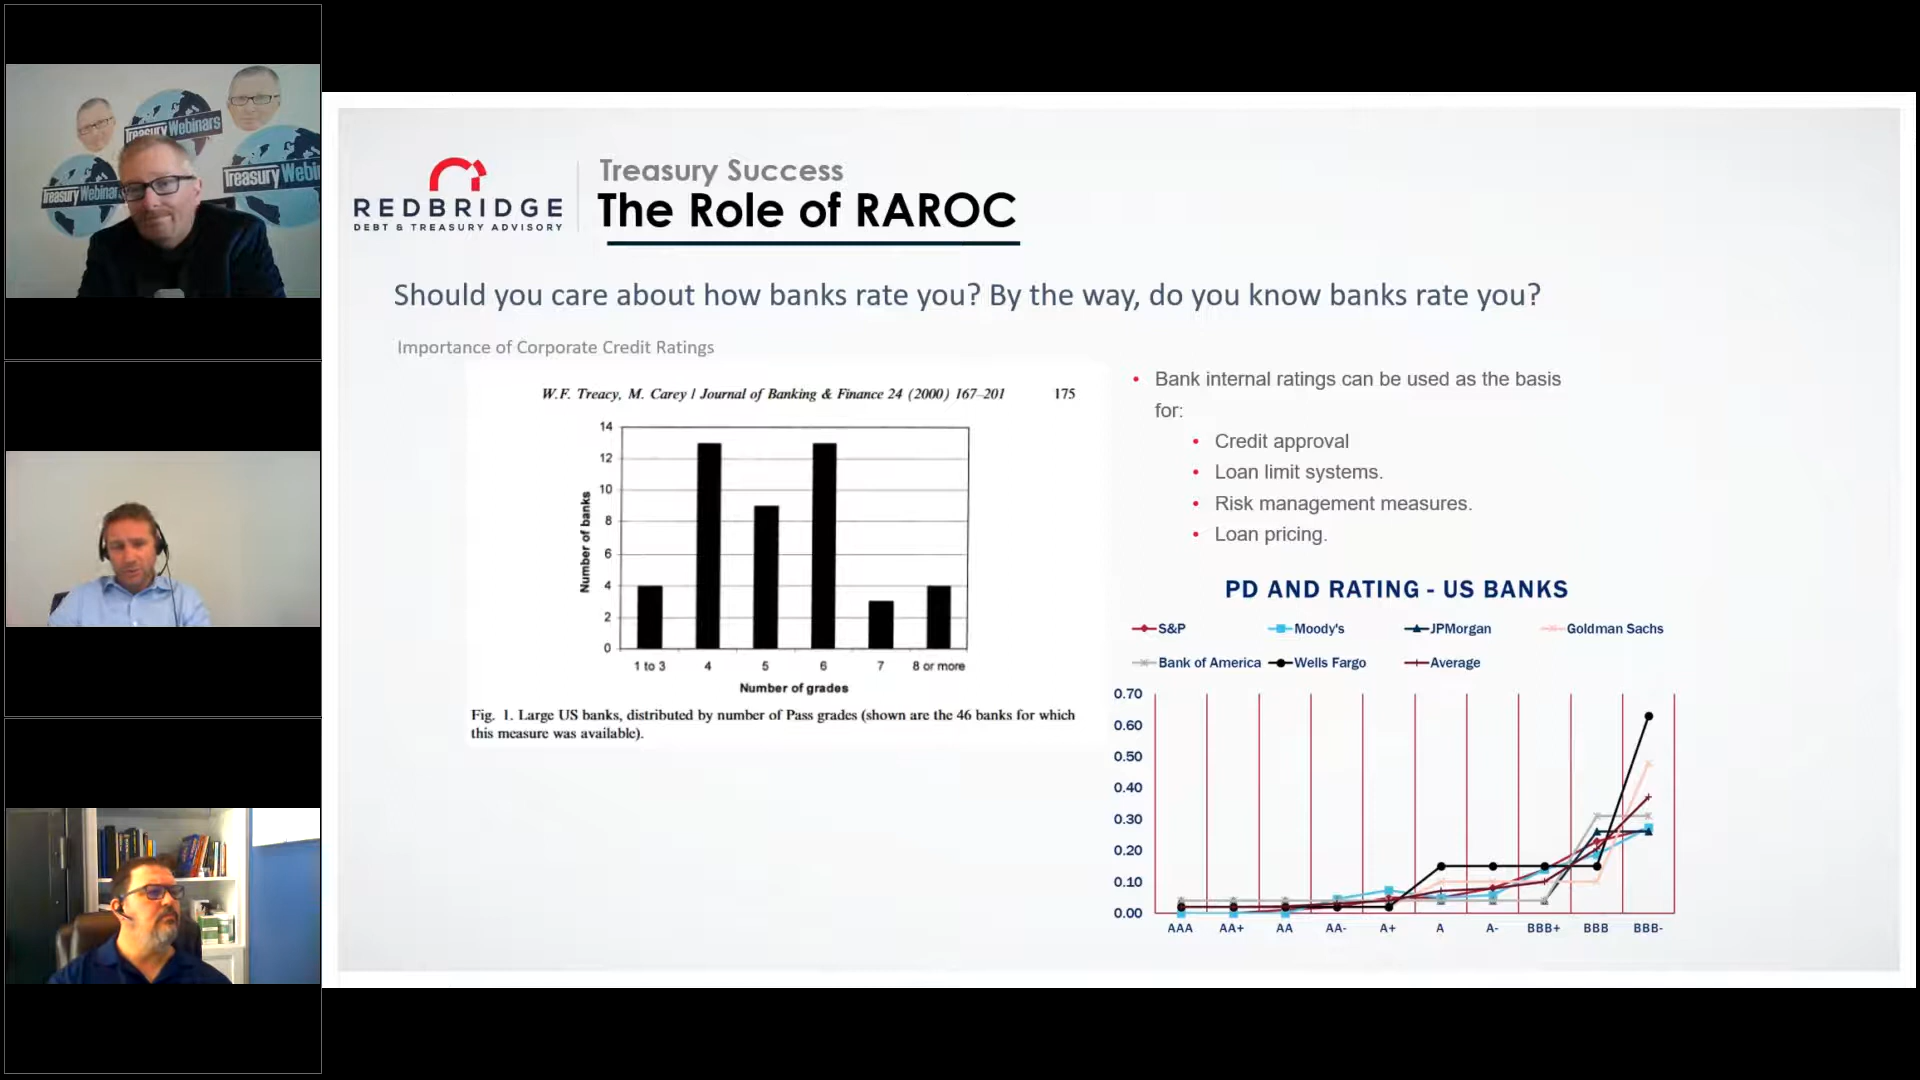 Treasury Webinars
Treasury Webinar
Treasury Webin
REDBRIDGE
DEBT & TREASURY ADVISORY
Treasury Success
The Role of RAROC
Should you care about how banks rate you? By the way, do you know banks rate you?
Importance of Corporate Credit Ratings
W.F. Treacy, M. Carey / Journal of Banking & Finance 24 (2000) 167–201 175
14
12
10
8
6
4
2
0
Number of banks
1 to 3 4 5 6 7 8 or more
Number of grades
Fig. 1. Large US banks, distributed by number of Pass grades (shown are the 46 banks for which
this measure was available).
• Bank internal ratings can be used as the basis
for:
• Credit approval
• Loan limit systems.
• Risk management measures.
• Loan pricing.
PD AND RATING - US BANKS
S&P Moody's JPMorgan Goldman Sachs
Bank of America Wells Fargo Average
0.70
0.60
0.50
0.40
0.30
0.20
0.10
0.00
AAA AA+ AA AA- A+ A A- BBB+ BBB BBB-